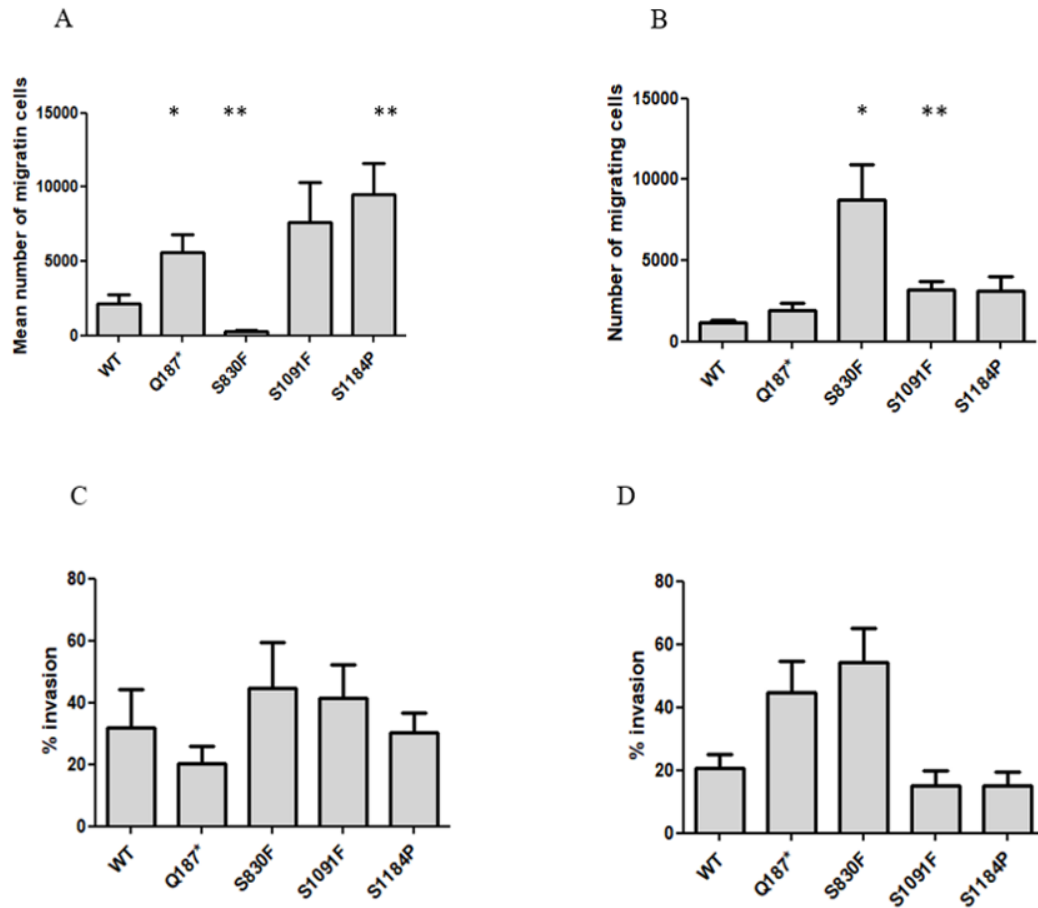 A
Mean number of migratin cells
15000
10000
5000
0
* ** **
WT Q187* S830F S1091F S1184P
B
Number of migrating cells
15000
10000
5000
0
* **
WT Q187* S830F S1091F S1184P
C
% invasion
80
60
40
20
0
WT Q187* S830F S1091F S1184P
D
% invasion
80
60
40
20
0
WT Q187* S830F S1091F S1184P